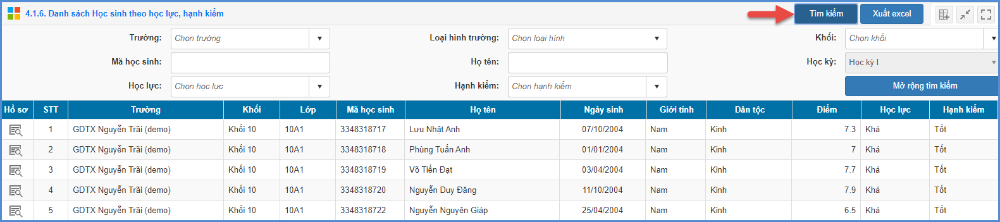 4.1.6. Danh sách Học sinh theo học lực, hạnh kiểm Tìm kiếm Xuất excel
Trường: Chọn trường Loại hình trường: Chọn loại hình Khối: Chọn khối
Mã học sinh: Họ tên: Học kỳ: Học kỳ I
Học lực: Chọn học lực Hạnh kiểm: Chọn hạnh kiểm Mở rộng tìm kiếm
Hồ sơ STT Trường Khối Lớp Mã học sinh Họ tên Ngày sinh Giới tính Dân tộc Điểm Học lực Hạnh kiểm
1 GDTX Nguyễn Trãi (demo) Khối 10 10A1 3348318717 Lưu Nhật Anh 07/10/2004 Nam Kinh 7.3 Khá Tốt
2 GDTX Nguyễn Trãi (demo) Khối 10 10A1 3348318718 Phùng Tuấn Anh 01/01/2004 Nam Kinh 7 Khá Tốt
3 GDTX Nguyễn Trãi (demo) Khối 10 10A1 3348318719 Võ Tiến Đạt 03/04/2004 Nam Kinh 7.7 Khá Tốt
4 GDTX Nguyễn Trãi (demo) Khối 10 10A1 3348318720 Nguyễn Duy Đăng 11/10/2004 Nam Kinh 7.9 Khá Tốt
5 GDTX Nguyễn Trãi (demo) Khối 10 10A1 3348318722 Nguyễn Nguyên Giáp 25/04/2004 Nam Kinh 6.5 Khá Tốt